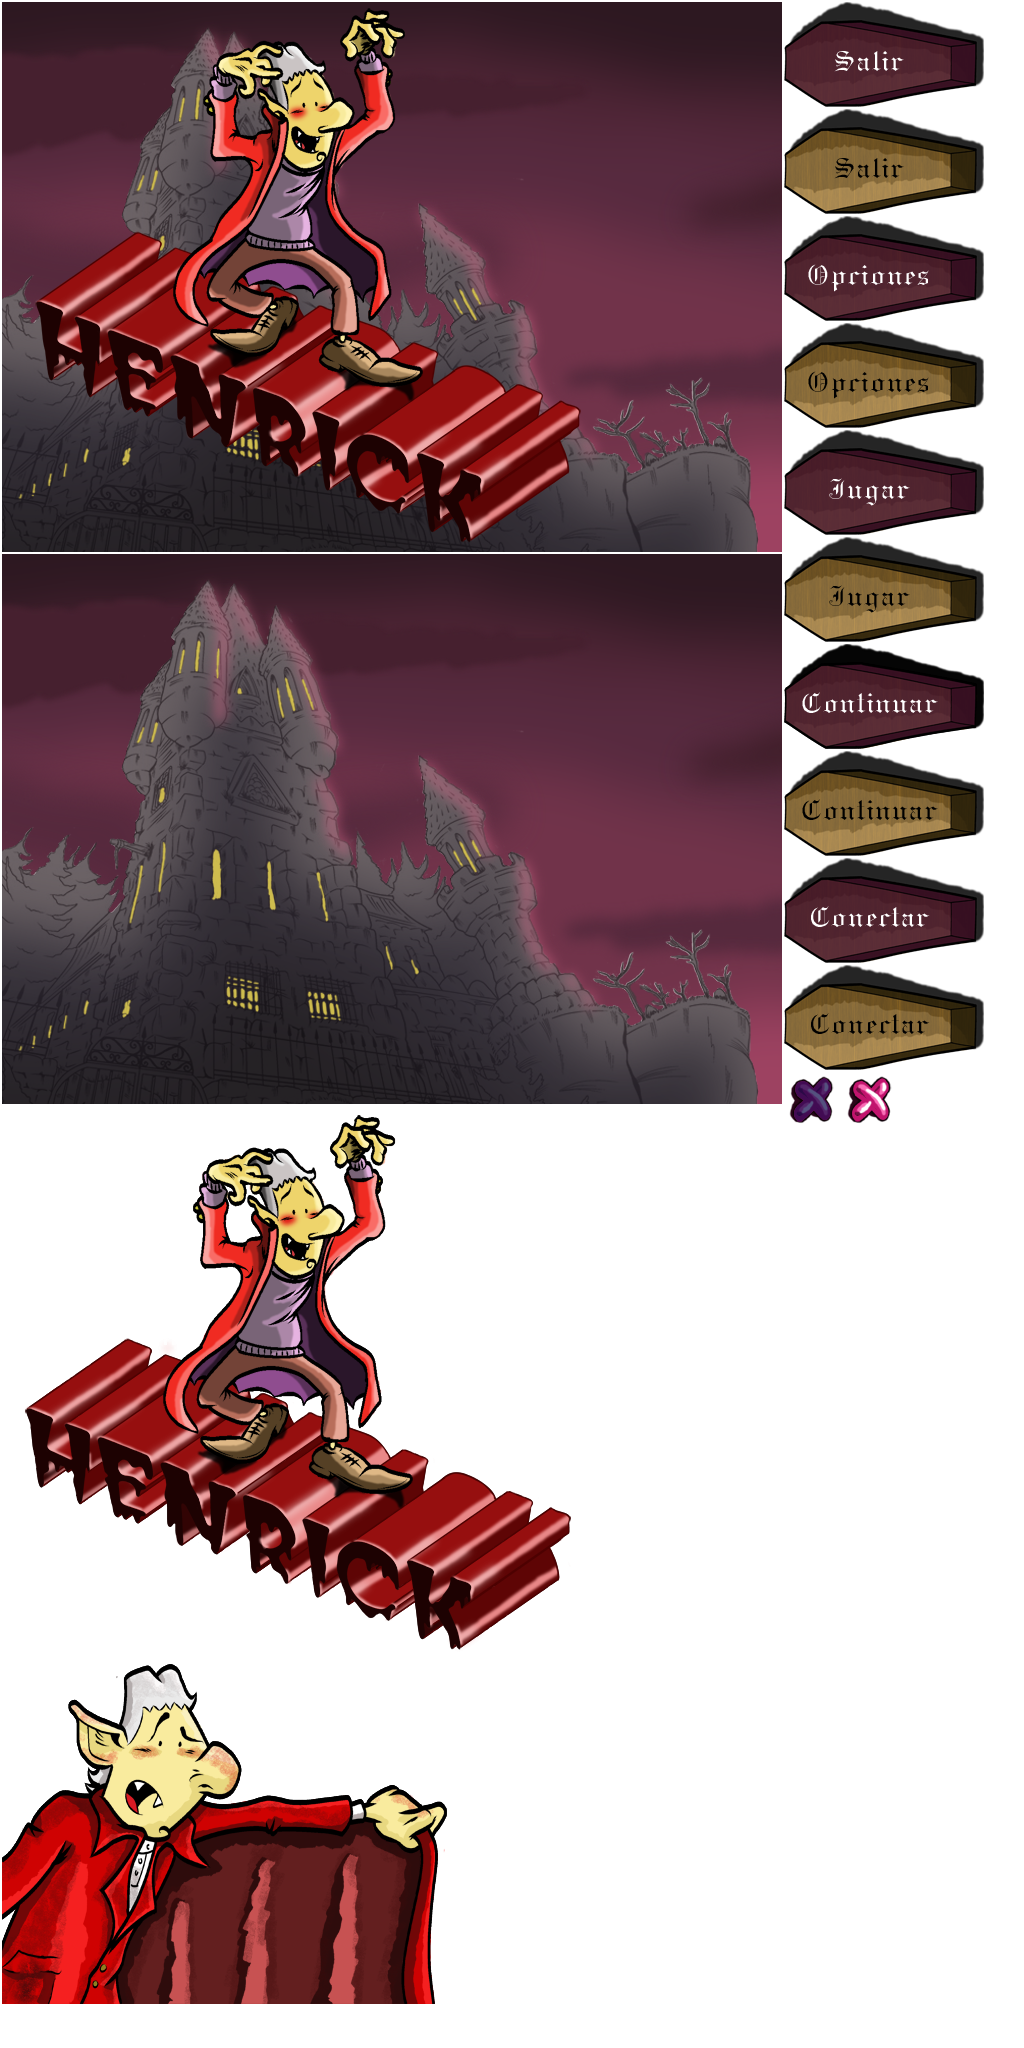 HENRICK
Salir
Salir
Opciones
Opciones
Jugar
Jugar
Continuar
Continuar
Conectar
Conectar
HENRICK